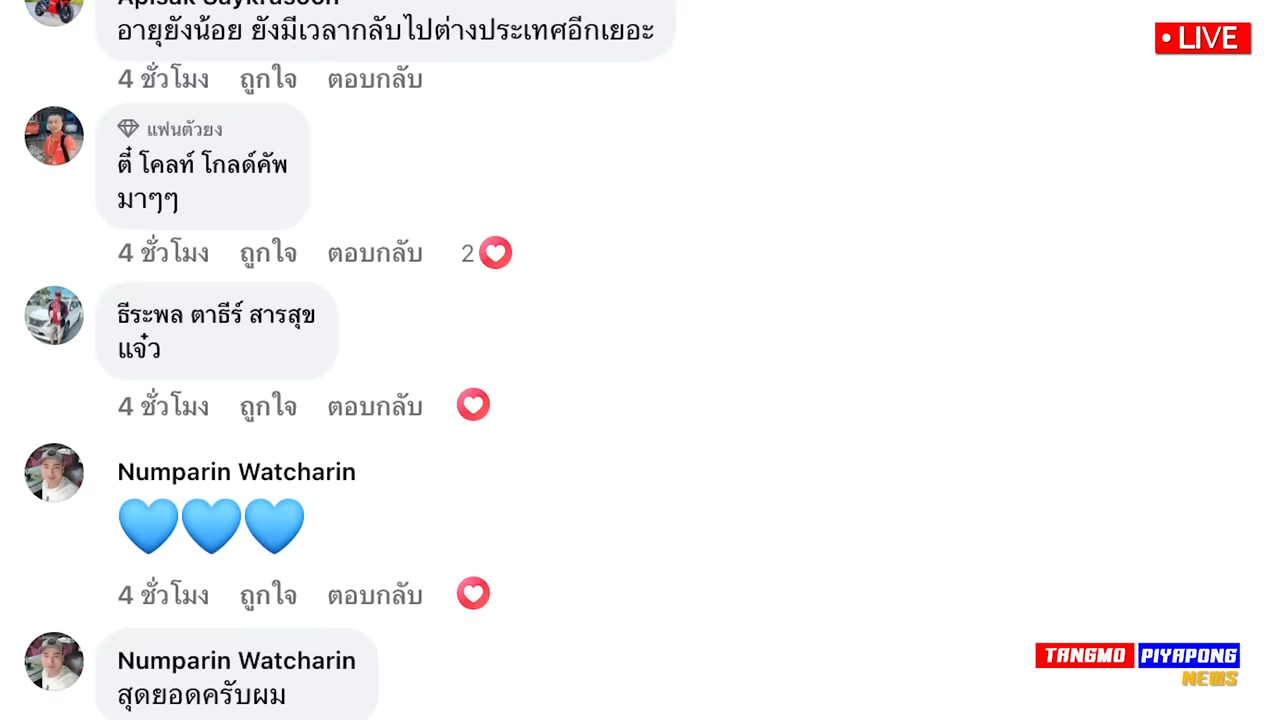 อายุยังน้อย ยังมีเวลากลับไปต่างประเทศอีกเยอะ
• LIVE
4 ชั่วโมง ถูกใจ ตอบกลับ
แฟนตัวยง
ตี๋ โคลท์ โกลด์คัพ
มาๆๆ
4 ชั่วโมง ถูกใจ ตอบกลับ 2
ธีระพล ตาธีร์ สารสุข
แจ๋ว
4 ชั่วโมง ถูกใจ ตอบกลับ
Numparin Watcharin
💙💙💙
4 ชั่วโมง ถูกใจ ตอบกลับ
Numparin Watcharin
สุดยอดครับผม
TANGMO PIYAPONG
NEWS